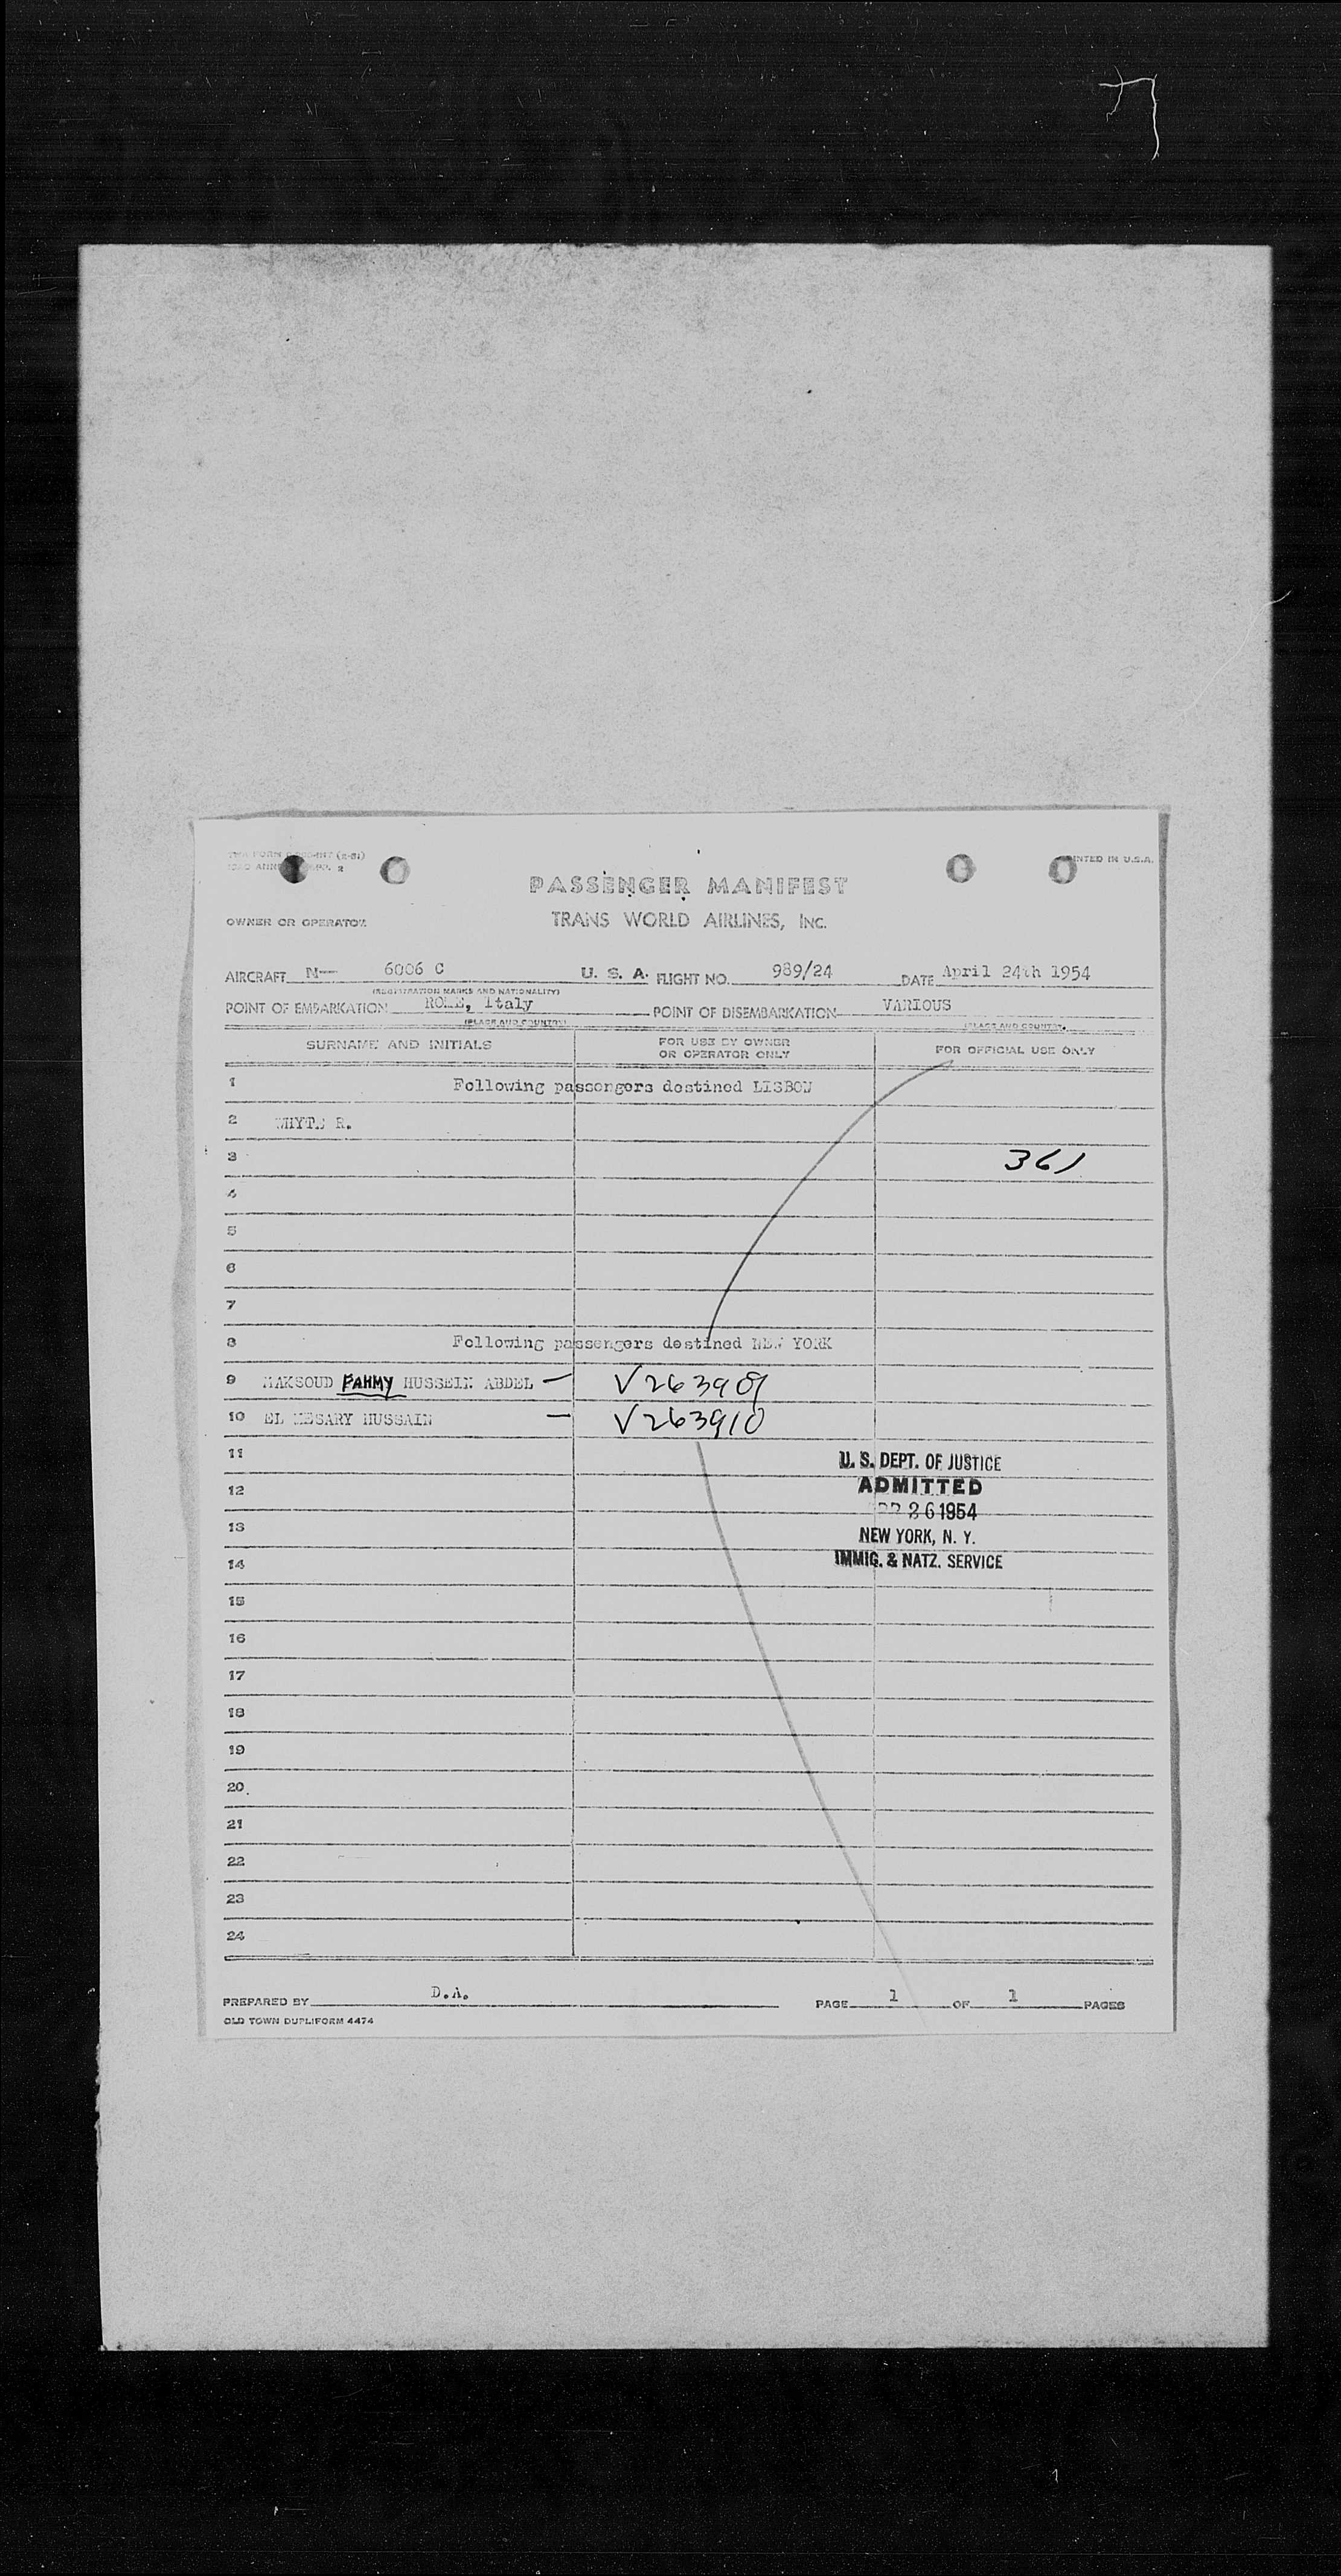 PRINTED IN U.S.A.
PASSENGER MANIFEST
OWNER OR OPERATOR TRANS WORLD AIRLINES, INC.
AIRCRAFT N— 6006 C U. S. A. FLIGHT NO. 989/24 DATE April 24th 1954
(REGISTRATION MARKS AND NATIONALITY)
POINT OF EMBARKATION ROME, Italy POINT OF DISEMBARKATION VARIOUS
(PLACE AND COUNTRY) (PLACE AND COUNTRY)
SURNAME AND INITIALS FOR USE BY OWNER OR OPERATOR ONLY FOR OFFICIAL USE ONLY
1 Following passengers destined LISBON
2 WHYTE R.
3 361
4
5
6
7
8 Following passengers destined NEW YORK
9 MAKSOUD FAHMY HUSSEIN ABDEL — V263909
10 EL MESARY HUSSAIN — V263910
11 U. S. DEPT. OF JUSTICE
12 ADMITTED
APR 26 1954
13 NEW YORK, N. Y.
14 IMMIG. & NATZ. SERVICE
15
16
17
18
19
20
21
22
23
24
PREPARED BY D.A. PAGE 1 OF 1 PAGES
OLD TOWN DUPLIFORM 4474